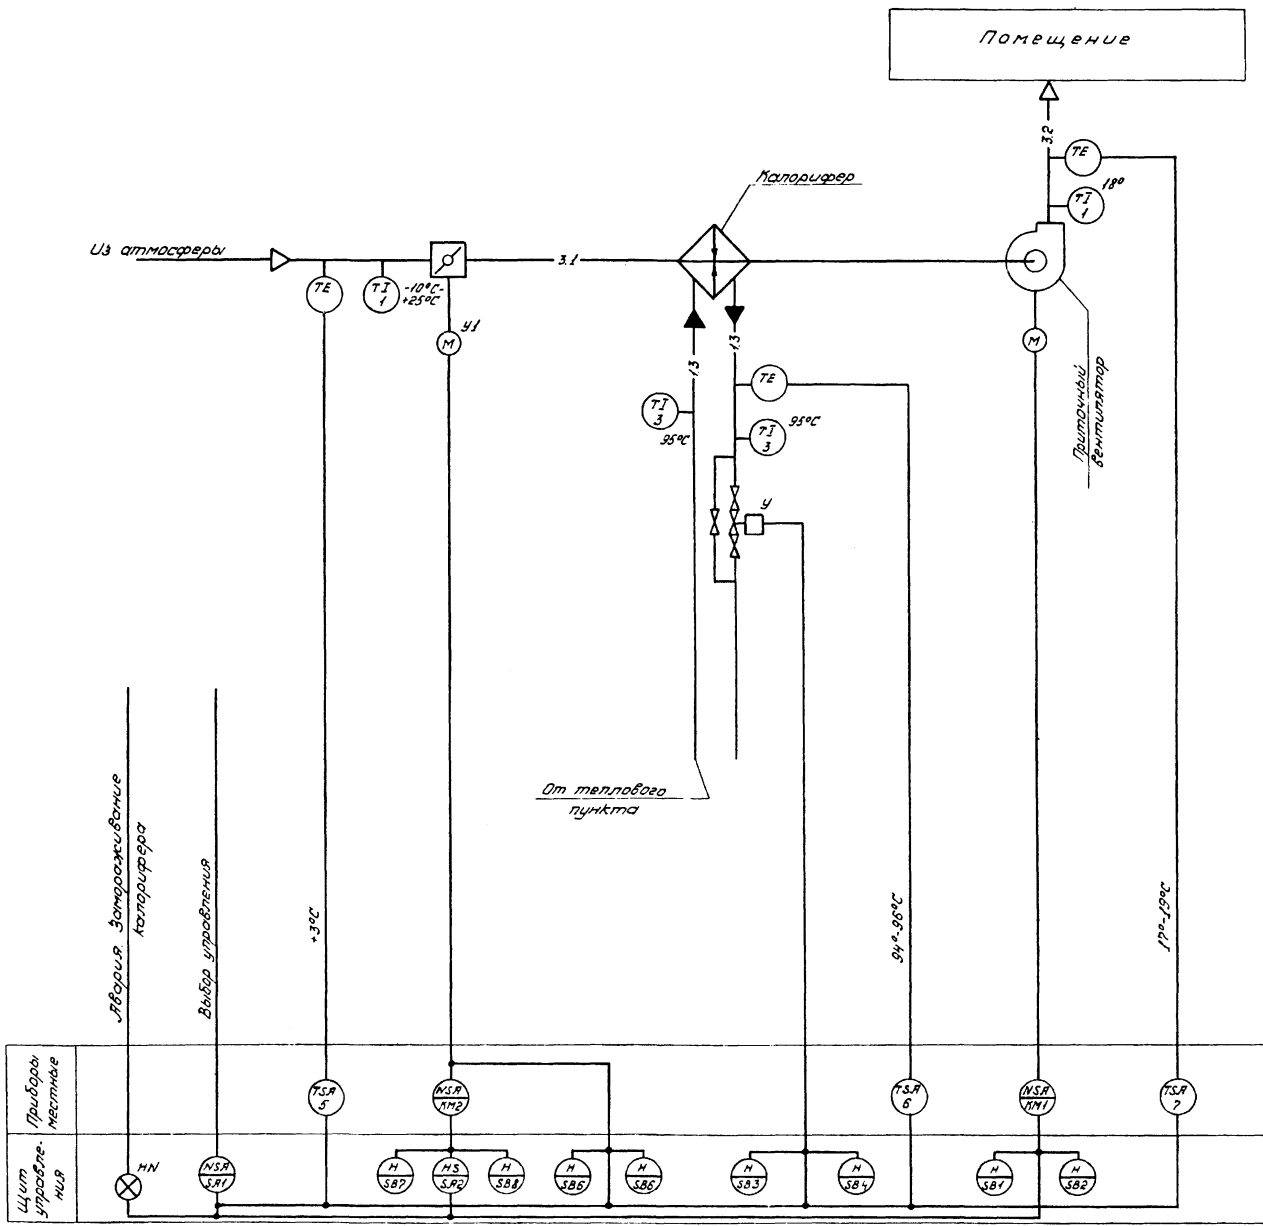 Помещение
3.2
TE
18°
TI
1
Калорифер
Из атмосферы
3.1
TE
TI
1
-10°C-
+25°C
У1
M
M
1.3
1.3
TE
TI
3
95°C
TI
3
95°C
Приточный
вентилятор
У
От теплового
пункта
Авария. Замораживание
калорифера
Выбор управления
+3°C
94°-96°C
17°-19°C
Приборы
местные
TSA
5
NSA
KM2
TSA
6
NSA
KM1
TSA
7
Щит
управле-
ния
HN
NSA
SA1
H
SB7
HS
SA2
H
SB8
H
SB6
H
SB6
H
SB3
H
SB4
H
SB1
H
SB2